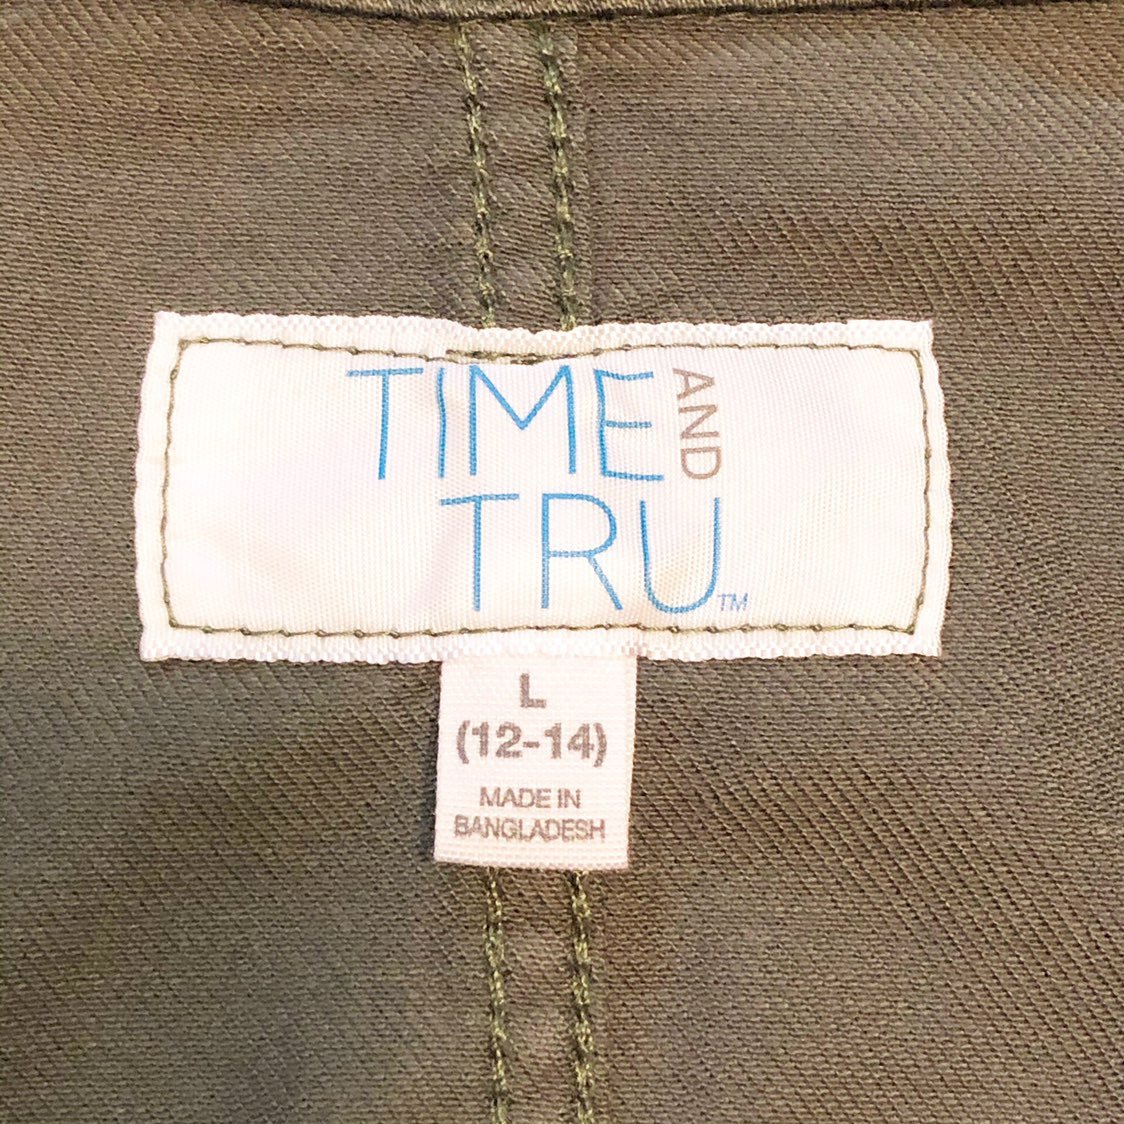 TIME AND
TRU™
L
(12-14)
MADE IN
BANGLADESH